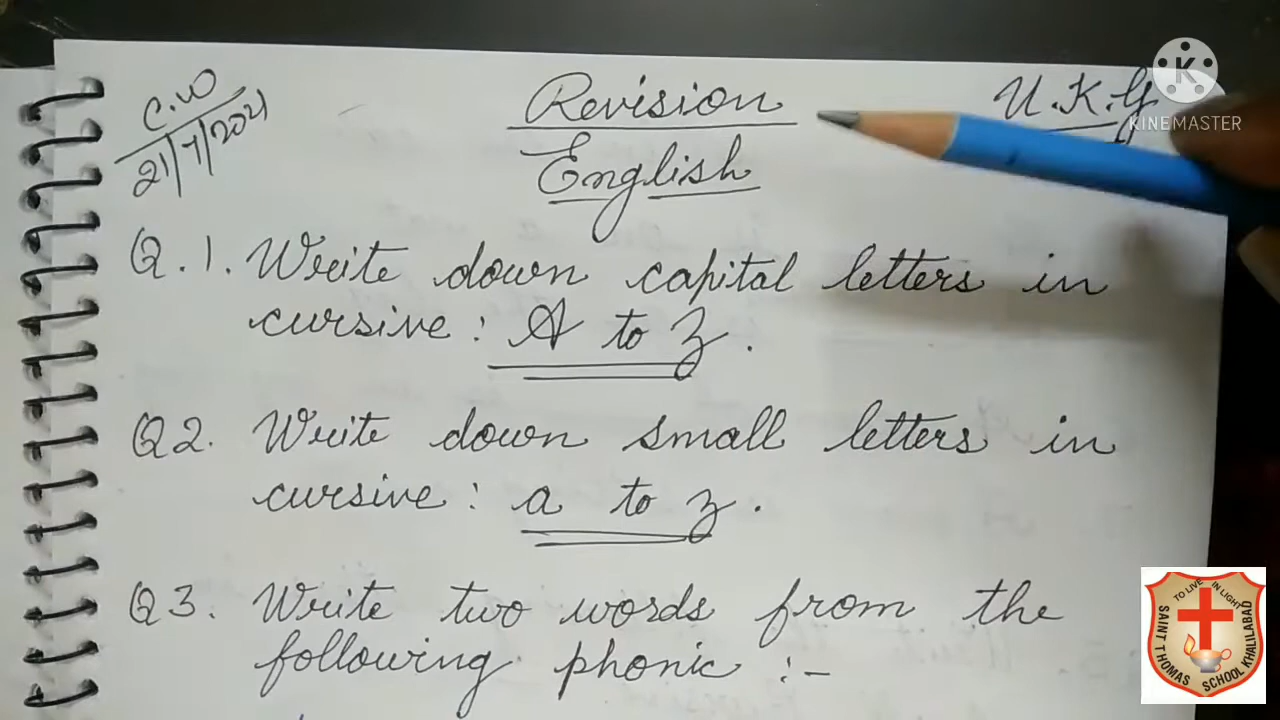 C.W
21/7/2021
Revision
U.K.G
English
Q.1. Write down capital letters in
cursive: A to Z.
Q2. Write down small letters in
cursive: a to z.
Q3. Write two words from the
following phonic :-
KINEMASTER
TO LIVE IN LIGHT
SAINT THOMAS SCHOOL KHALILABAD